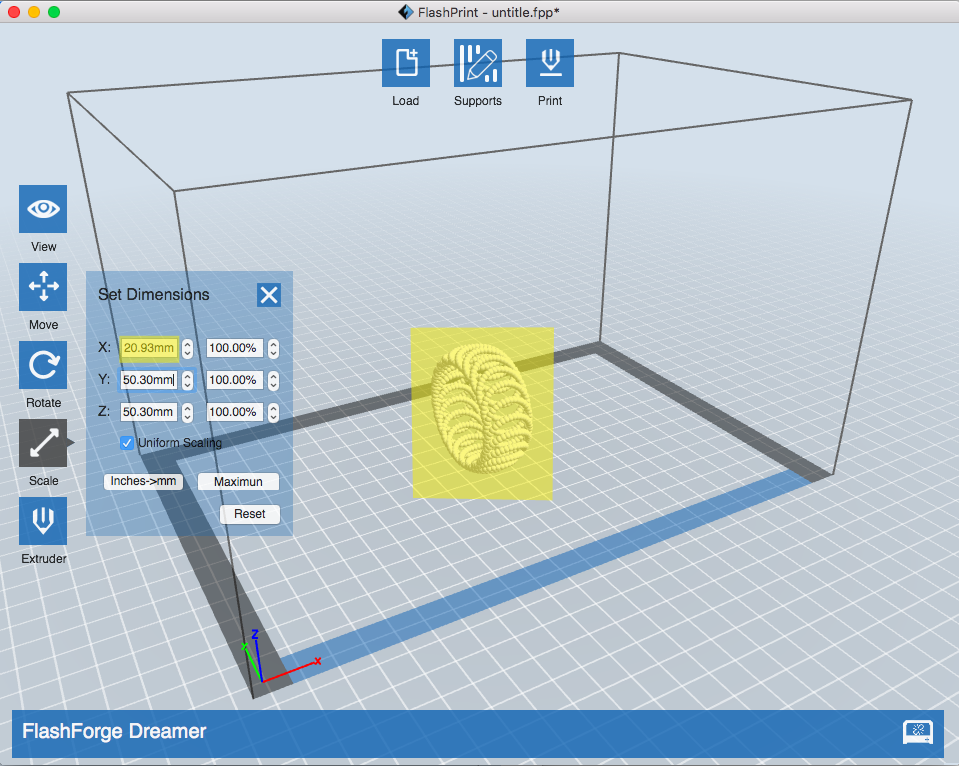 FlashPrint - untitle.fpp*
Load Supports Print
View
Move
Rotate
Scale
Extruder
Set Dimensions
X: 20.93mm 100.00%
Y: 50.30mm 100.00%
Z: 50.30mm 100.00%
Uniform Scaling
Inches->mm Maximun
Reset
Z
X
x
FlashForge Dreamer